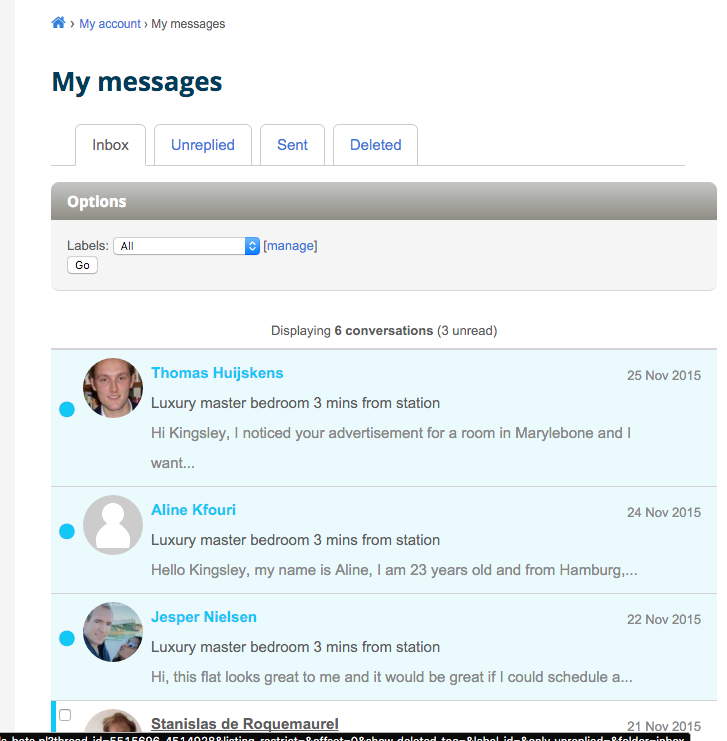 › My account › My messages
My messages
Inbox Unreplied Sent Deleted
Options
Labels: All [manage]
Go
Displaying 6 conversations (3 unread)
Thomas Huijskens 25 Nov 2015
Luxury master bedroom 3 mins from station
Hi Kingsley, I noticed your advertisement for a room in Marylebone and I
want...
Aline Kfouri 24 Nov 2015
Luxury master bedroom 3 mins from station
Hello Kingsley, my name is Aline, I am 23 years old and from Hamburg,...
Jesper Nielsen 22 Nov 2015
Luxury master bedroom 3 mins from station
Hi, this flat looks great to me and it would be great if I could schedule a...
Stanislas de Roquemaurel 21 Nov 2015